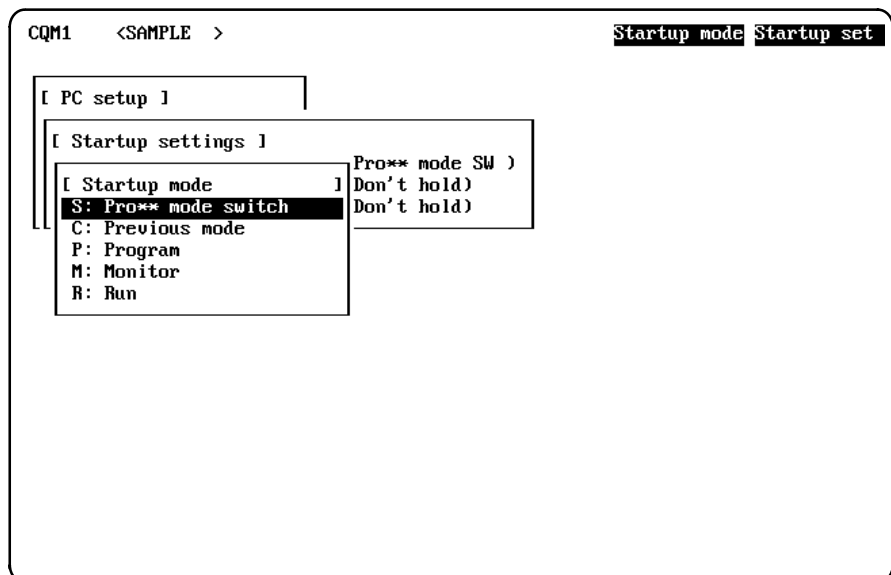 CQM1 <SAMPLE > Startup mode Startup set
[ PC setup ]
[ Startup settings ]
Pro** mode SW )
[ Startup mode ] Don't hold)
S: Pro** mode switch Don't hold)
C: Previous mode
P: Program
M: Monitor
R: Run